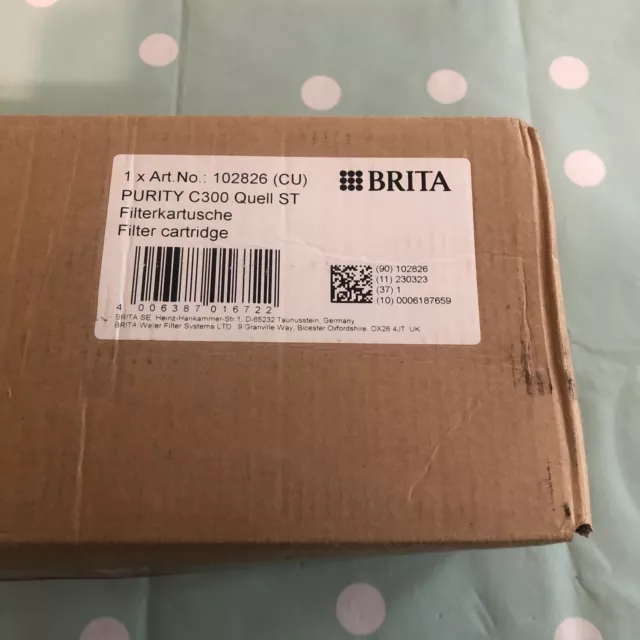 1 x Art.No.: 102826 (CU)
BRITA
PURITY C300 Quell ST
Filterkartusche
Filter cartridge
4 006387 016722
(90) 102826
(11) 230323
(37) 1
(10) 0006187659
BRITA SE, Heinz-Hankammer-Str.1, D-65232 Taunusstein, Germany
BRITA Water Filter Systems LTD 9 Granville Way, Bicester Oxfordshire, OX26 4JT UK